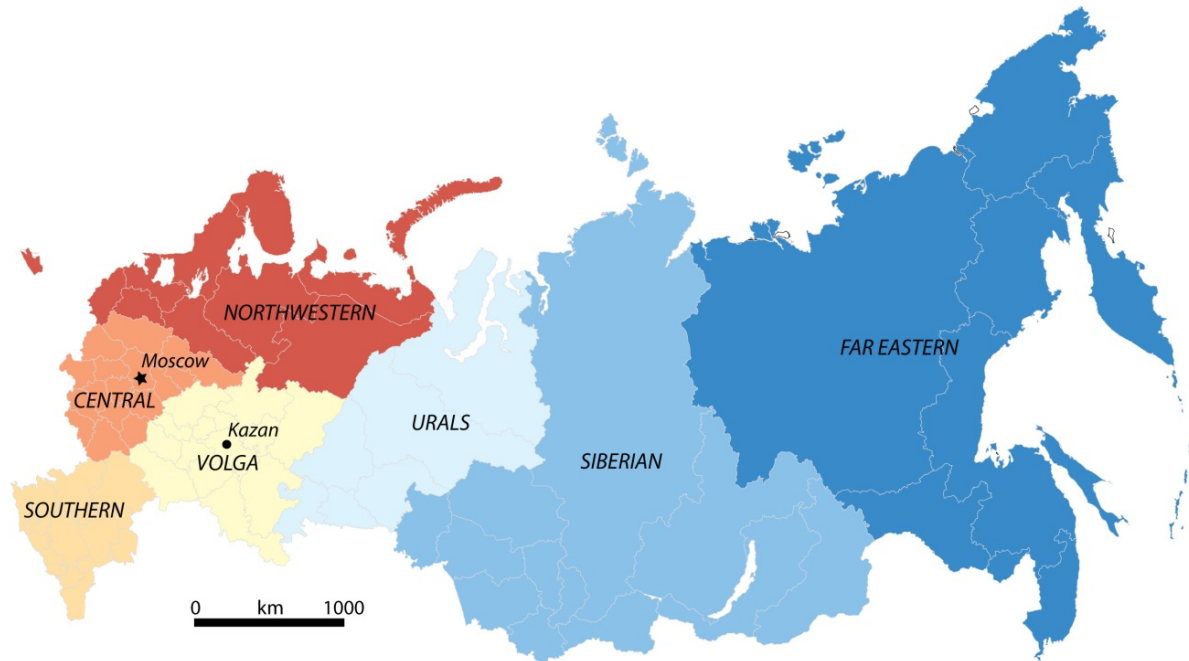 NORTHWESTERN
FAR EASTERN
Moscow
CENTRAL
URALS
Kazan
VOLGA
SIBERIAN
SOUTHERN
0 km 1000